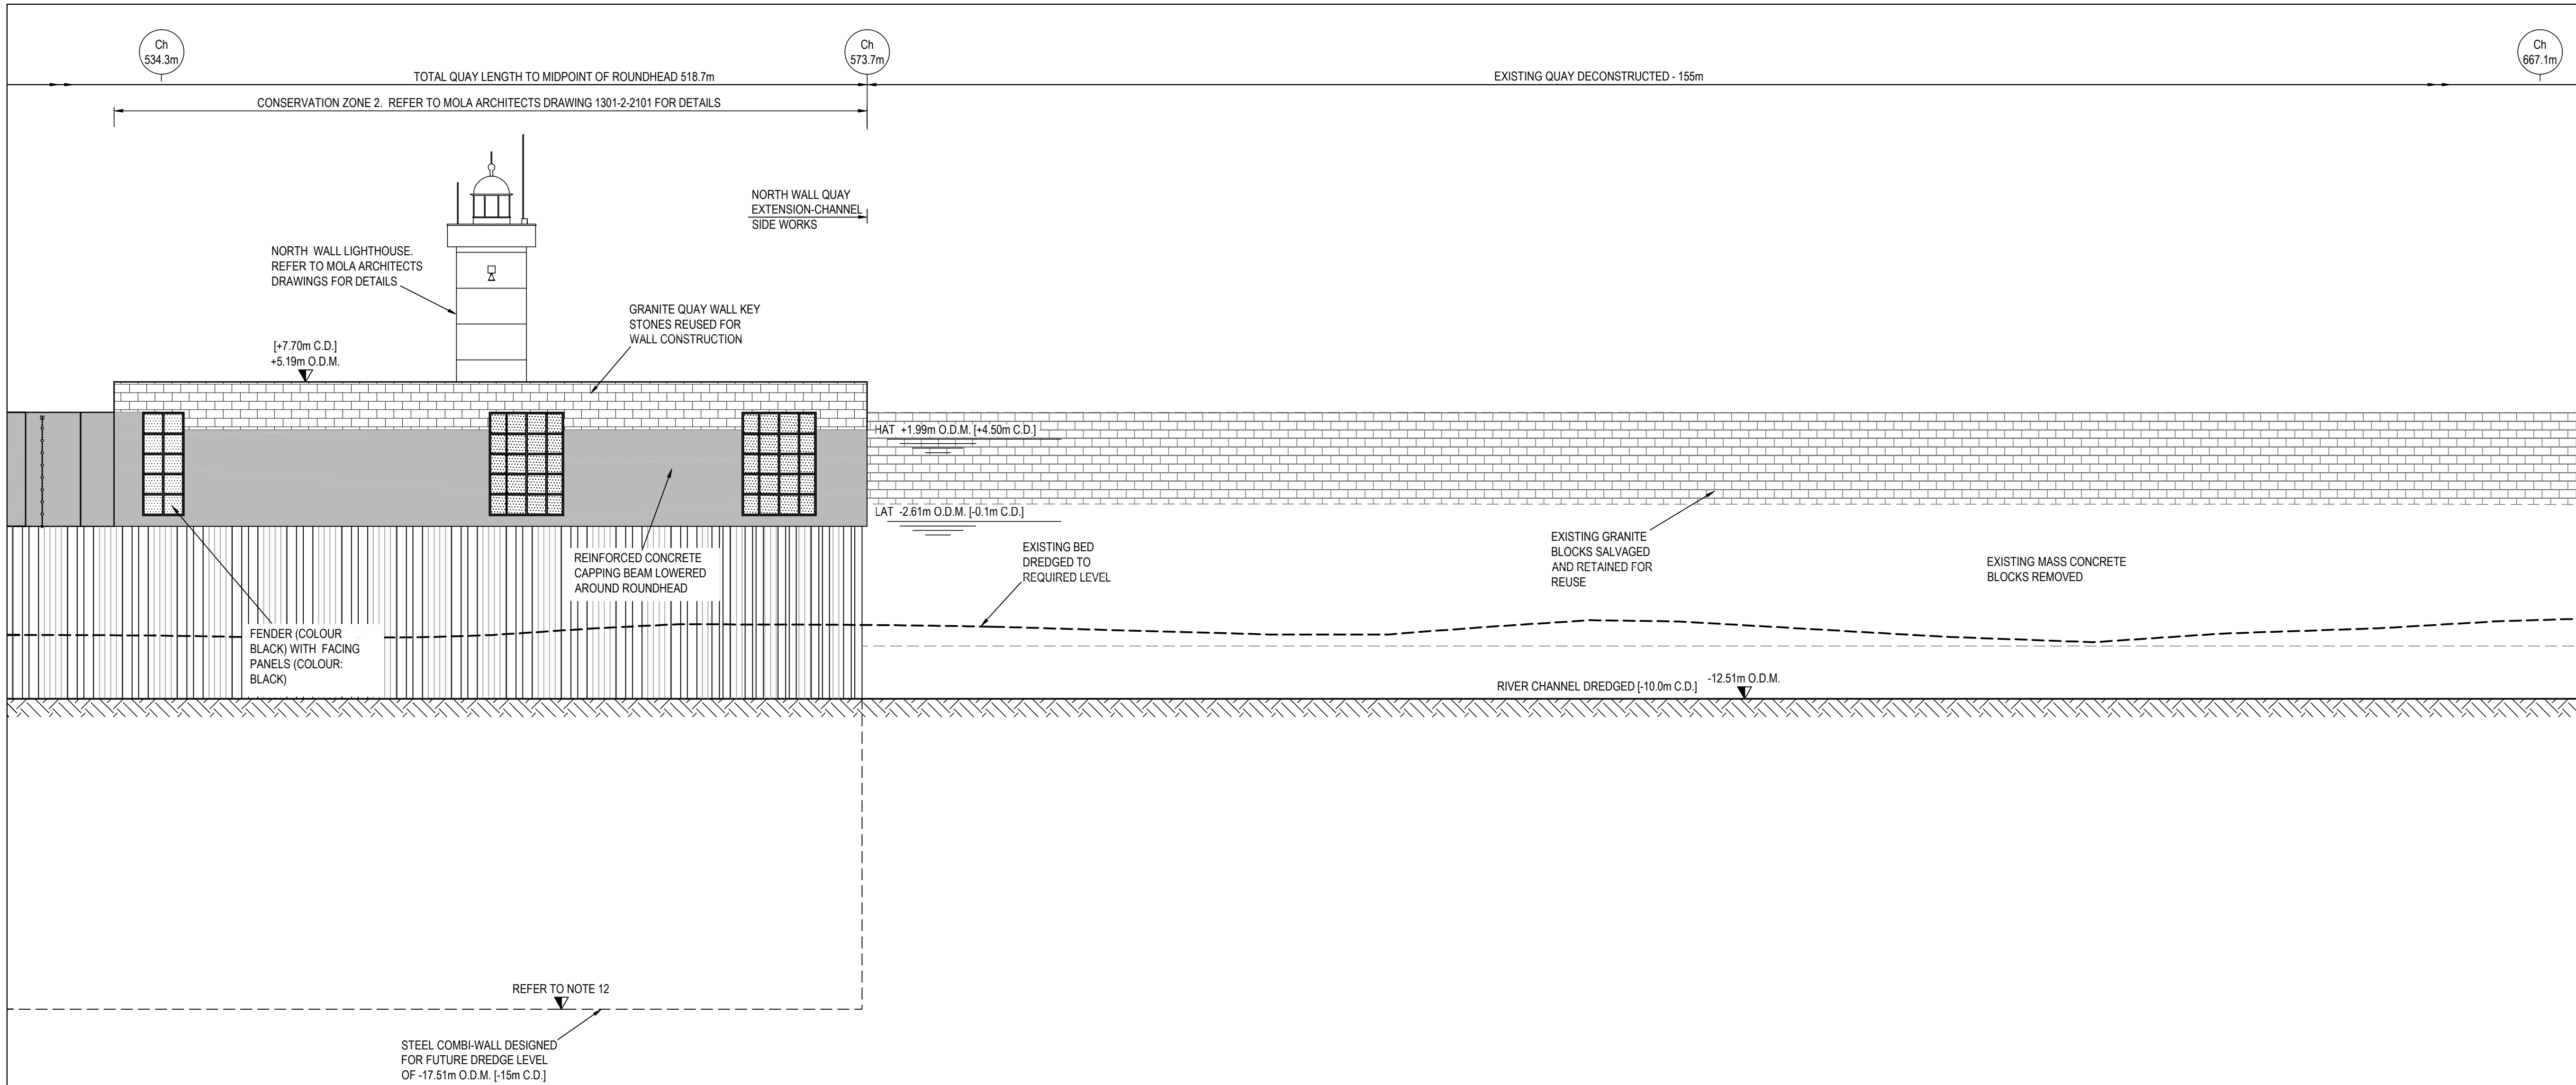 Ch
534.3m
Ch
573.7m
Ch
667.1m
TOTAL QUAY LENGTH TO MIDPOINT OF ROUNDHEAD 518.7m
EXISTING QUAY DECONSTRUCTED - 155m
CONSERVATION ZONE 2.  REFER TO MOLA ARCHITECTS DRAWING 1301-2-2101 FOR DETAILS
NORTH WALL QUAY
EXTENSION-CHANNEL
SIDE WORKS
NORTH  WALL LIGHTHOUSE.
REFER TO MOLA ARCHITECTS
DRAWINGS FOR DETAILS
GRANITE QUAY WALL KEY
STONES REUSED FOR
WALL CONSTRUCTION
[+7.70m C.D.]
+5.19m O.D.M.
HAT  +1.99m O.D.M. [+4.50m C.D.]
LAT  -2.61m O.D.M. [-0.1m C.D.]
EXISTING BED
DREDGED TO
REQUIRED LEVEL
EXISTING GRANITE
BLOCKS SALVAGED
AND RETAINED FOR
REUSE
EXISTING MASS CONCRETE
BLOCKS REMOVED
REINFORCED CONCRETE
CAPPING BEAM LOWERED
AROUND ROUNDHEAD
FENDER (COLOUR
BLACK) WITH  FACING
PANELS (COLOUR:
BLACK)
RIVER CHANNEL DREDGED [-10.0m C.D.]
-12.51m O.D.M.
REFER TO NOTE 12
STEEL COMBI-WALL DESIGNED
FOR FUTURE DREDGE LEVEL
OF -17.51m O.D.M. [-15m C.D.]